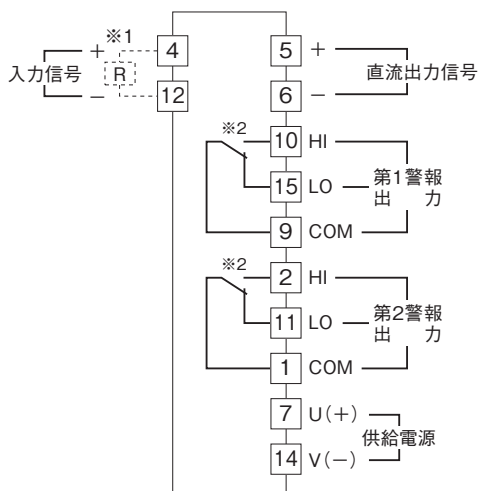 ※1
入力信号
+
R
−
4
12
5 +
6 −
直流出力信号
※2
10 HI
15 LO
9 COM
第1警報
出 力
※2
2 HI
11 LO
1 COM
第2警報
出 力
7 U(+)
14 V(−)
供給電源